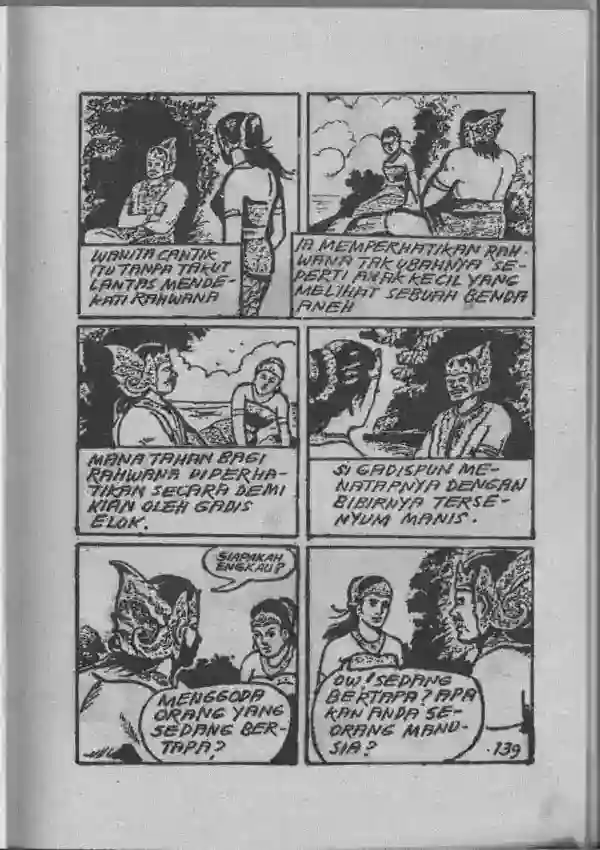 WANITA CANTIK
ITU TANPA TAKUT
LANTAS MENDE-
KATI RAHWANA
IA MEMPERHATIKAN RAH-
WANA TAK UBAHNYA SE-
PERTI ANAK KECIL YANG
MELIHAT SEBUAH BENDA
ANEH
MANA TAHAN BAGI
RAHWANA DIPERHA-
TIKAN SECARA DEMI
KIAN OLEH GADIS
ELOK.
SI GADISPUN ME-
NATAPNYA DENGAN
BIBIRNYA TERSE-
NYUM MANIS.
SIAPAKAH
ENGKAU?
MENGGODA
ORANG YANG
SEDANG BER-
TAPA?
OW! SEDANG
BERTAPA? APA
KAN ANDA SE-
ORANG MANU-
SIA?
139